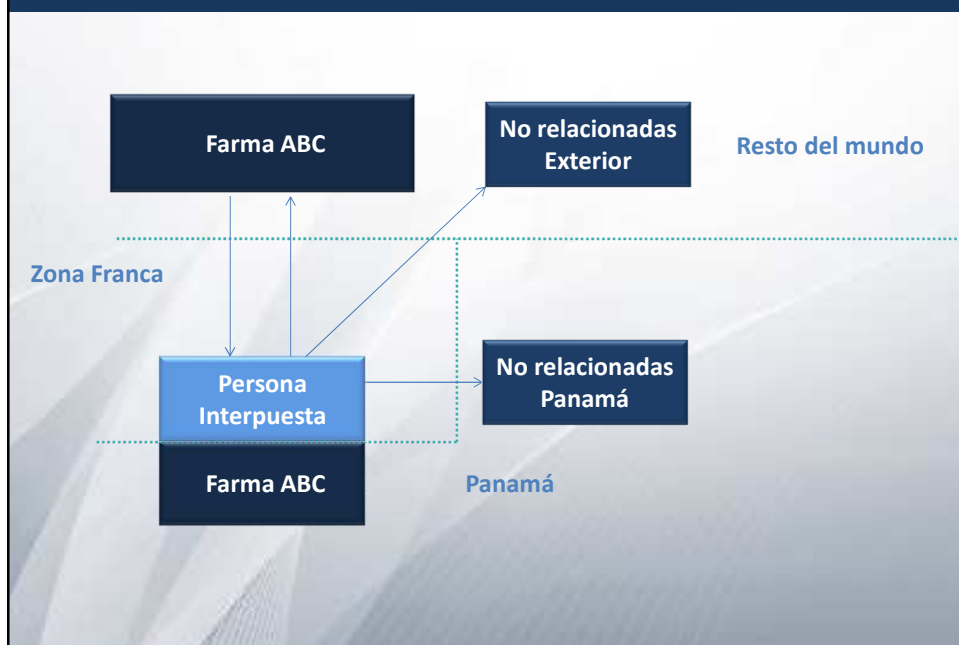 Farma ABC
No relacionadas
Exterior
Resto del mundo
Zona Franca
Persona
Interpuesta
No relacionadas
Panamá
Farma ABC
Panamá